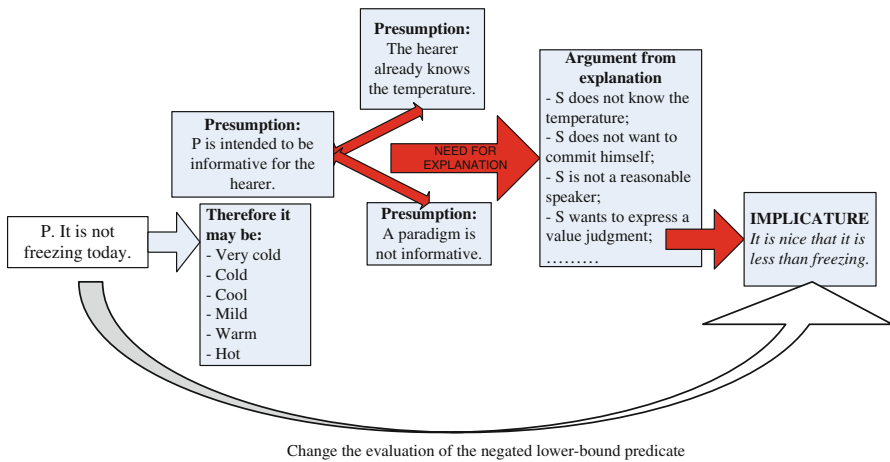 Presumption:
The hearer
already knows
the temperature.
Presumption:
P is intended to be
informative for the
hearer.
NEED FOR
EXPLANATION
Presumption:
A paradigm is
not informative.
Argument from
explanation
- S does not know the
temperature;
- S does not want to
commit himself;
- S is not a reasonable
speaker;
- S wants to express a
value judgment;
………
P. It is not
freezing today.
Therefore it
may be:
- Very cold
- Cold
- Cool
- Mild
- Warm
- Hot
IMPLICATURE
It is nice that it is
less than freezing.
Change the evaluation of the negated lower-bound predicate